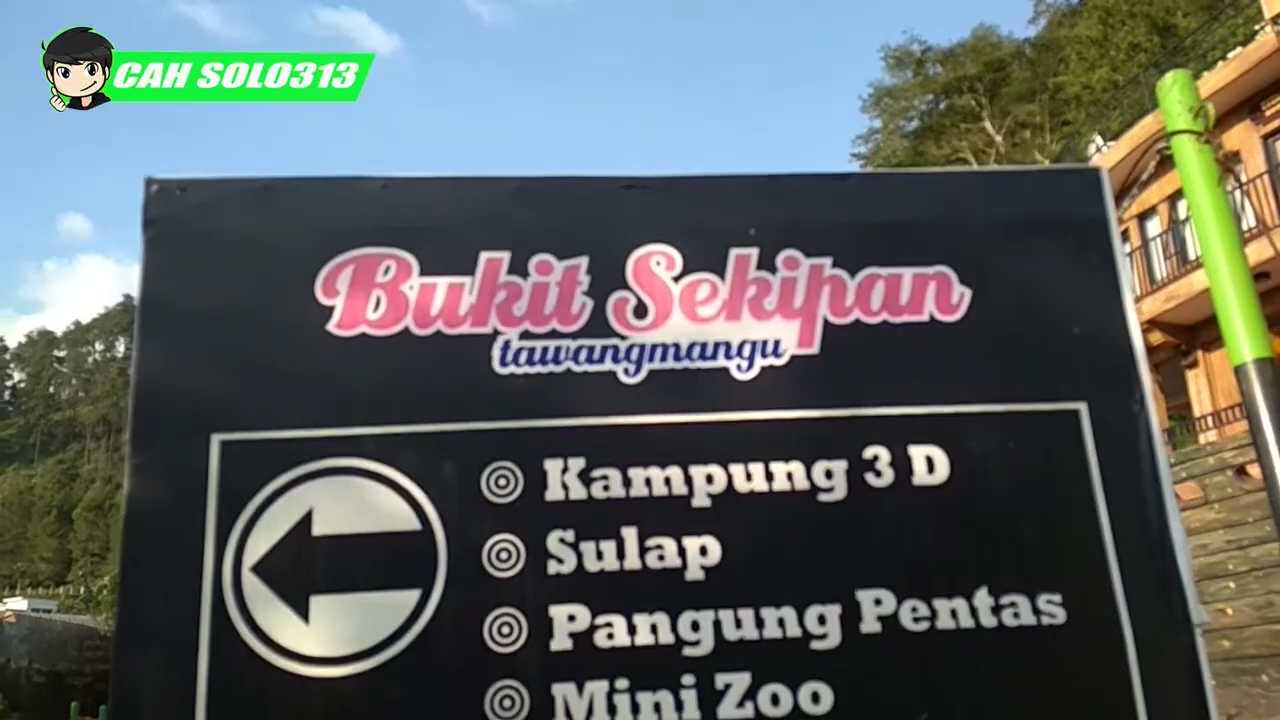 CAH SOLO313
Bukit Sekipan
tawangmangu
Kampung 3 D
Sulap
Pangung Pentas
Mini Zoo